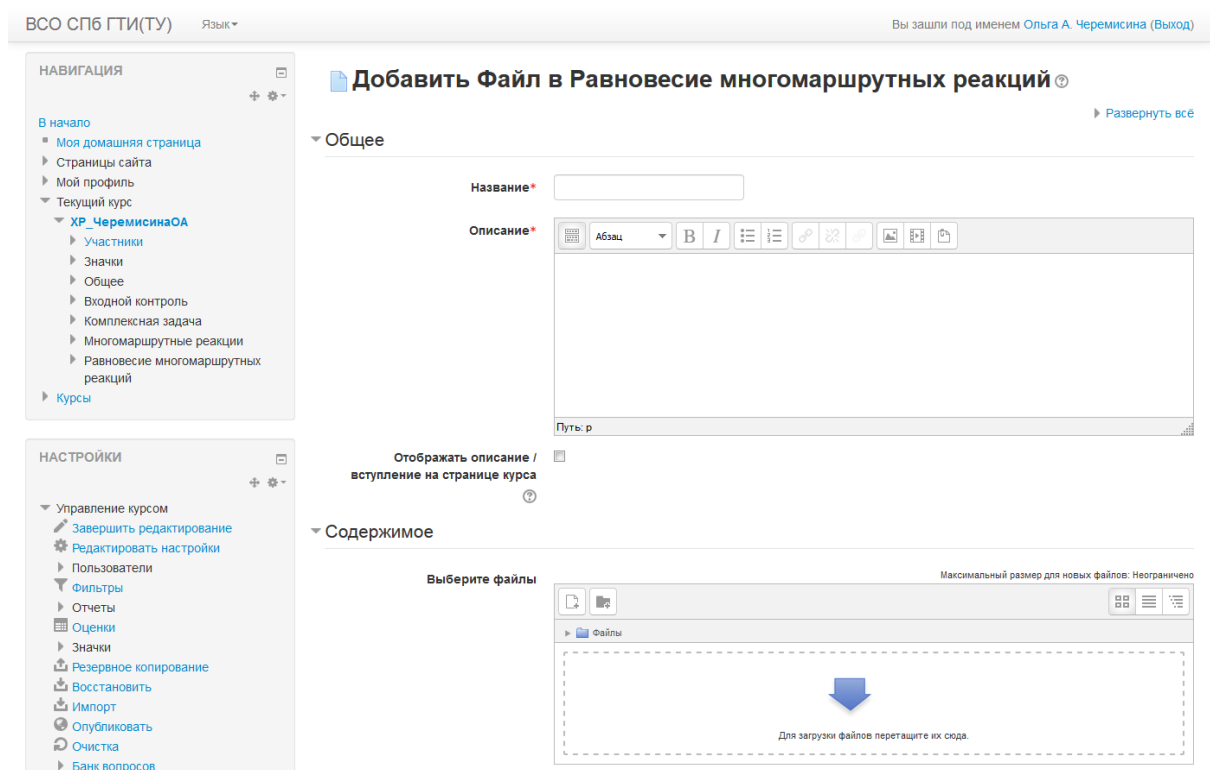 ВСО СПб ГТИ(ТУ) Язык Вы зашли под именем Ольга А. Черемисина (Выход)
НАВИГАЦИЯ
В начало
Моя домашняя страница
Страницы сайта
Мой профиль
Текущий курс
ХР_ЧеремисинаОА
Участники
Значки
Общее
Входной контроль
Комплексная задача
Многомаршрутные реакции
Равновесие многомаршрутных
реакций
Курсы
НАСТРОЙКИ
Управление курсом
Завершить редактирование
Редактировать настройки
Пользователи
Фильтры
Отчеты
Оценки
Значки
Резервное копирование
Восстановить
Импорт
Опубликовать
Очистка
Банк вопросов
Добавить Файл в Равновесие многомаршрутных реакций
Развернуть всё
Общее
Название*
Описание*
Абзац B I
Путь: p
Отображать описание /
вступление на странице курса
Содержимое
Выберите файлы
Максимальный размер для новых файлов: Неограничено
Файлы
Для загрузки файлов перетащите их сюда.